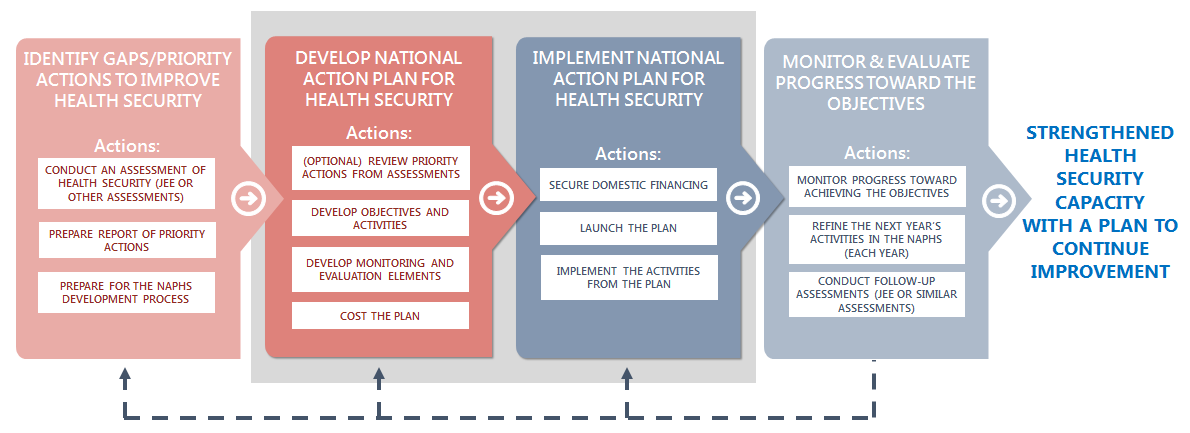 IDENTIFY GAPS/PRIORITY
ACTIONS TO IMPROVE
HEALTH SECURITY
Actions:
CONDUCT AN ASSESSMENT OF
HEALTH SECURITY (JEE OR
OTHER ASSESSMENTS)
PREPARE REPORT OF PRIORITY
ACTIONS
PREPARE FOR THE NAPHS
DEVELOPMENT PROCESS
DEVELOP NATIONAL
ACTION PLAN FOR
HEALTH SECURITY
Actions:
(OPTIONAL) REVIEW PRIORITY
ACTIONS FROM ASSESSMENTS
DEVELOP OBJECTIVES AND
ACTIVITIES
DEVELOP MONITORING AND
EVALUATION ELEMENTS
COST THE PLAN
IMPLEMENT NATIONAL
ACTION PLAN FOR
HEALTH SECURITY
Actions:
SECURE DOMESTIC FINANCING
LAUNCH THE PLAN
IMPLEMENT THE ACTIVITIES
FROM THE PLAN
MONITOR & EVALUATE
PROGRESS TOWARD THE
OBJECTIVES
Actions:
MONITOR PROGRESS TOWARD
ACHIEVING THE OBJECTIVES
REFINE THE NEXT YEAR'S
ACTIVITIES IN THE NAPHS
(EACH YEAR)
CONDUCT FOLLOW-UP
ASSESSMENTS (JEE OR SIMILAR
ASSESSMENTS)
STRENGTHENED
HEALTH
SECURITY
CAPACITY
WITH A PLAN TO
CONTINUE
IMPROVEMENT